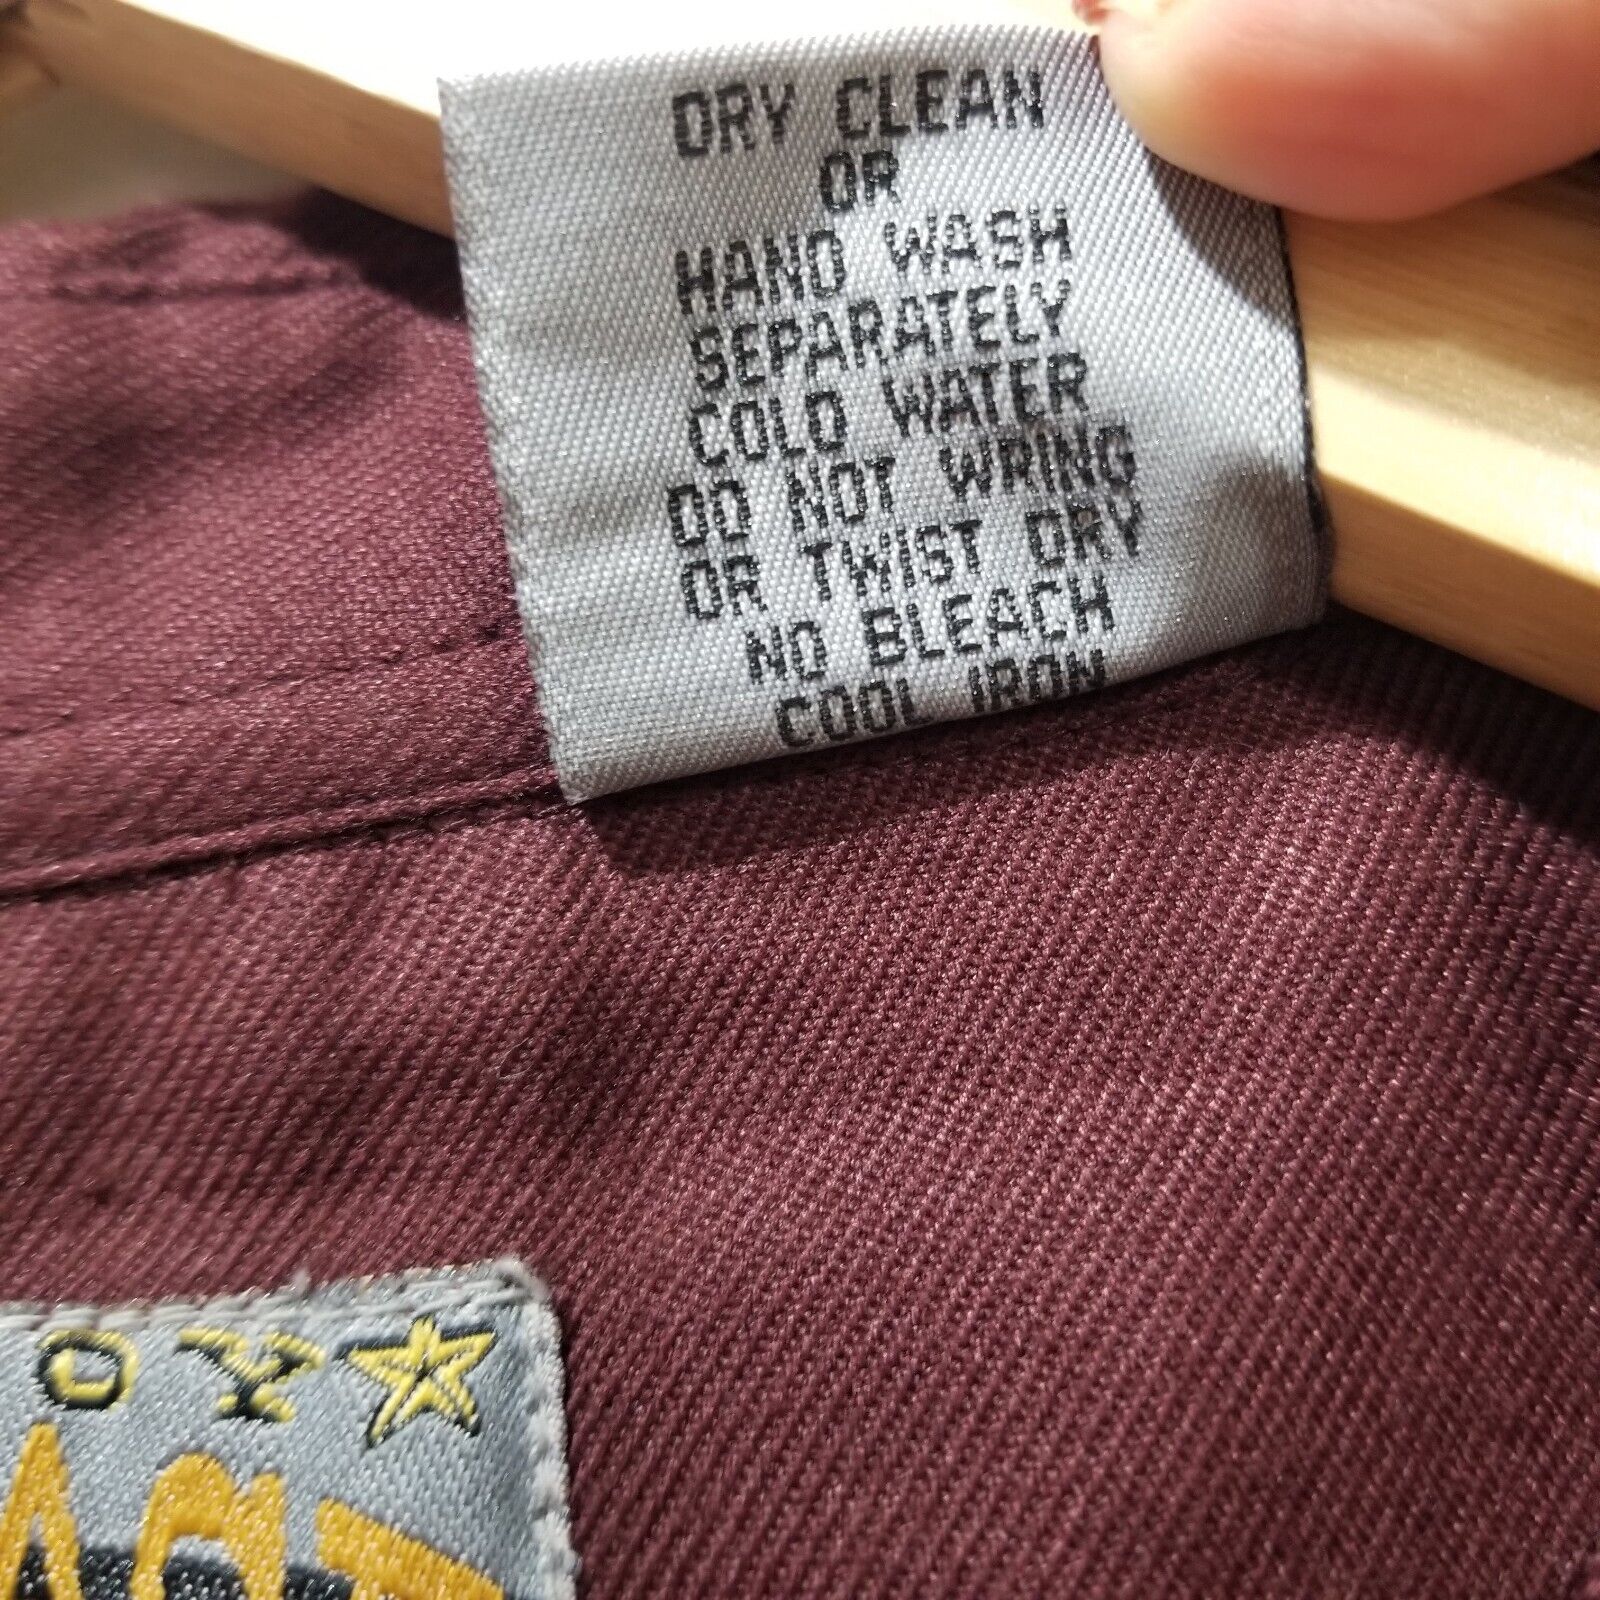 DRY CLEAN
OR
HAND WASH
SEPARATELY
COLD WATER
DO NOT WRING
OR TWIST DRY
NO BLEACH
COOL IRON